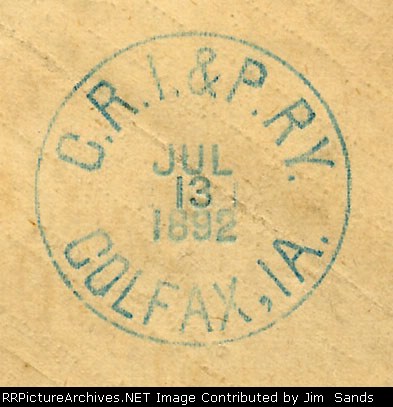 C.R.I.&P.RY.
JUL
13
1892
COLFAX, IA.
RRPictureArchives.NET Image Contributed by Jim Sands